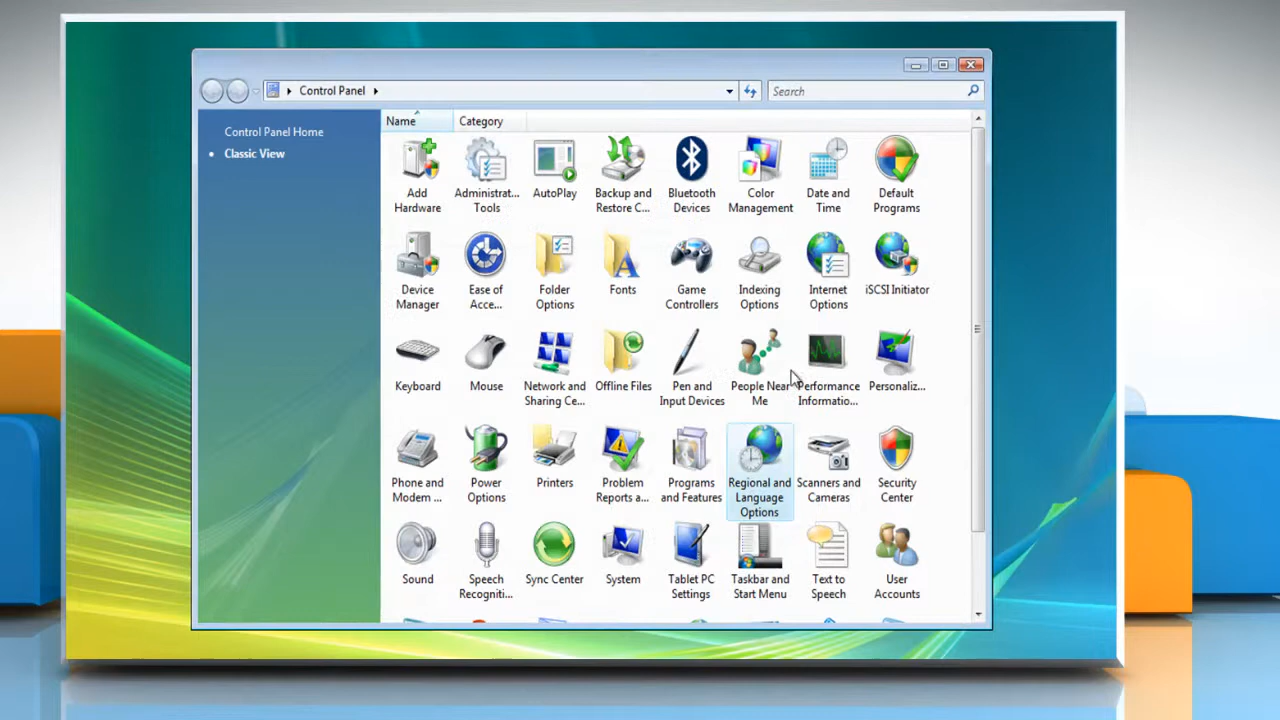 Control Panel
Search
Control Panel Home
Classic View
Name Category
Add Hardware
Administrat... Tools
AutoPlay
Backup and Restore C...
Bluetooth Devices
Color Management
Date and Time
Default Programs
Device Manager
Ease of Acce...
Folder Options
Fonts
Game Controllers
Indexing Options
Internet Options
iSCSI Initiator
Keyboard
Mouse
Network and Sharing Ce...
Offline Files
Pen and Input Devices
People Near Me
Performance Informatio...
Personaliz...
Phone and Modem ...
Power Options
Printers
Problem Reports a...
Programs and Features
Regional and Language Options
Scanners and Cameras
Security Center
Sound
Speech Recogniti...
Sync Center
System
Tablet PC Settings
Taskbar and Start Menu
Text to Speech
User Accounts